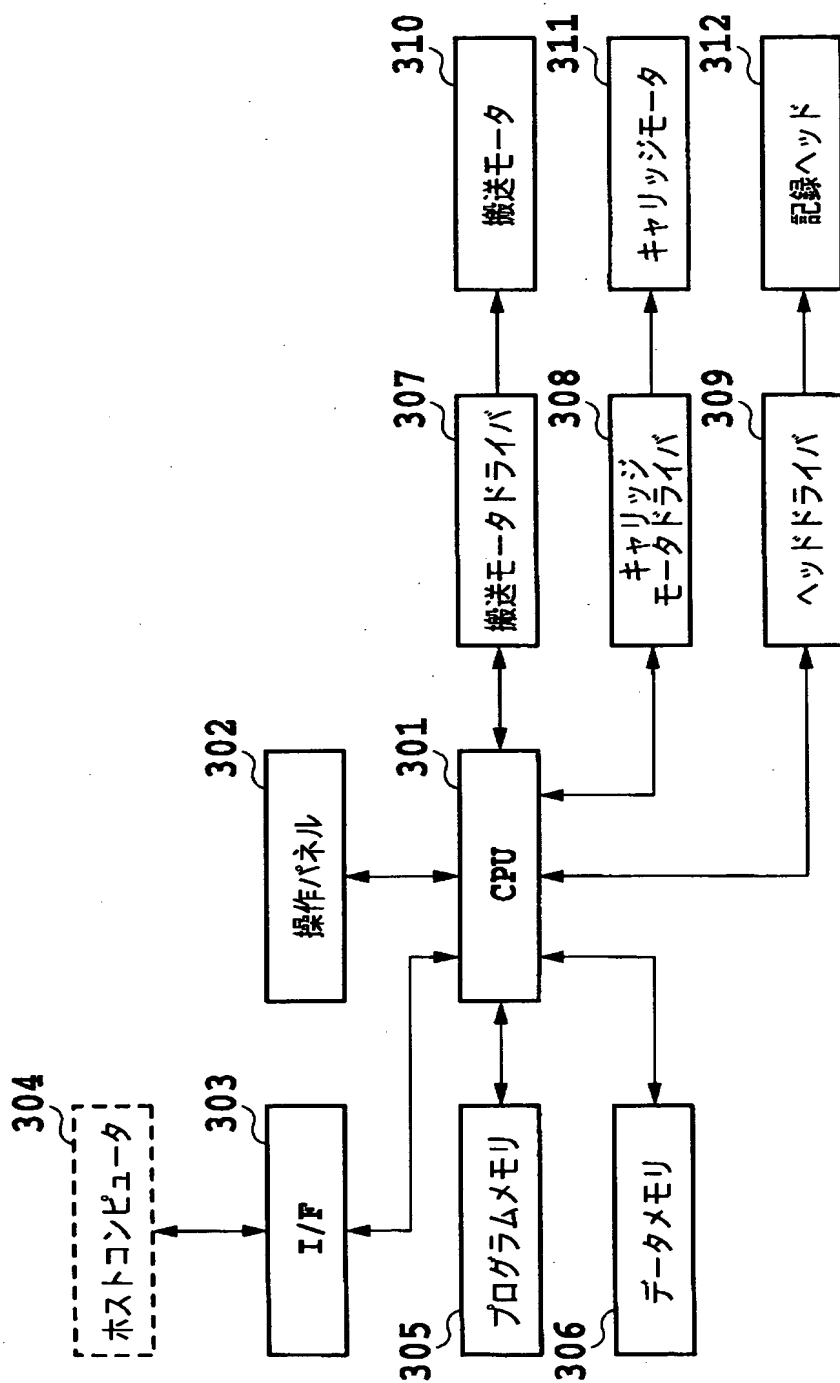 304
ホストコンピュータ
303
I/F
302
操作パネル
305
プログラムメモリ
301
CPU
307
搬送モータドライバ
310
搬送モータ
306
データメモリ
308
キャリッジ
モータドライバ
311
キャリッジモータ
309
ヘッドドライバ
312
記録ヘッド